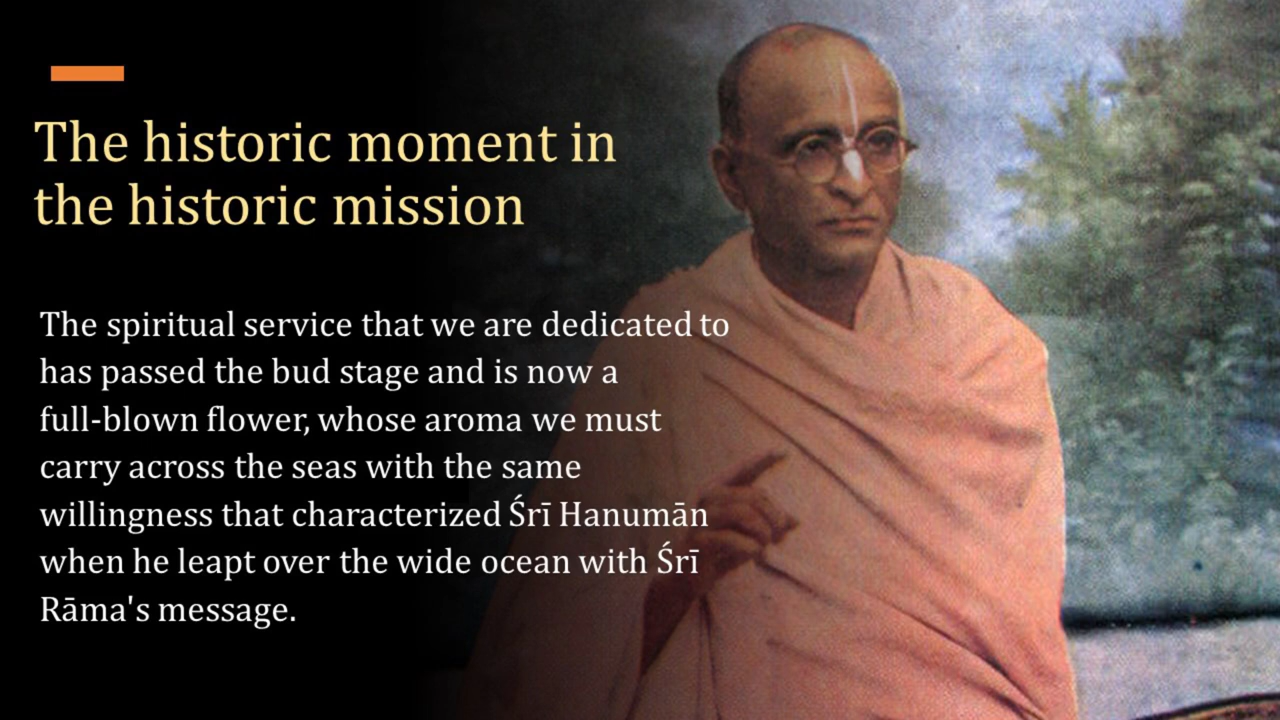 The historic moment in
the historic mission
The spiritual service that we are dedicated to
has passed the bud stage and is now a
full-blown flower, whose aroma we must
carry across the seas with the same
willingness that characterized Śrī Hanumān
when he leapt over the wide ocean with Śrī
Rāma's message.